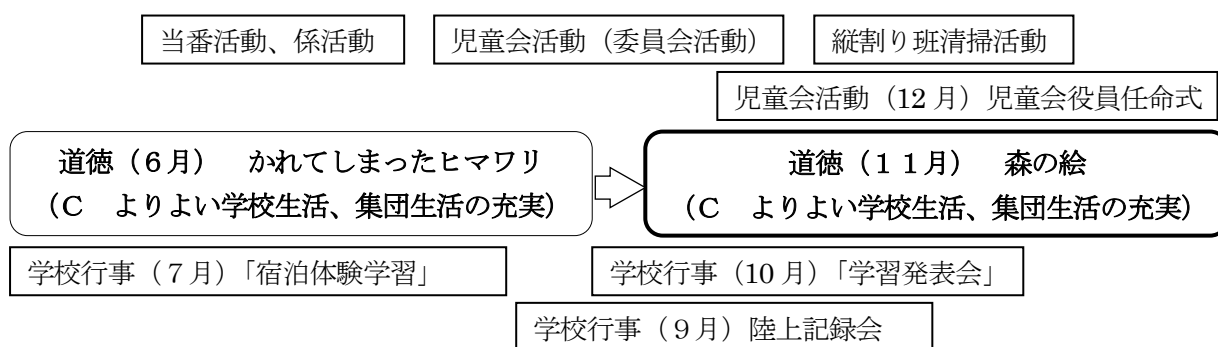 当番活動、係活動
児童会活動（委員会活動）
縦割り班清掃活動
児童会活動（12月）児童会役員任命式
道徳（６月）　かれてしまったヒマワリ
（Ｃ　よりよい学校生活、集団生活の充実）
道徳（１１月）　森の絵
（Ｃ　よりよい学校生活、集団生活の充実）
学校行事（７月）「宿泊体験学習」
学校行事（10月）「学習発表会」
学校行事（９月）陸上記録会